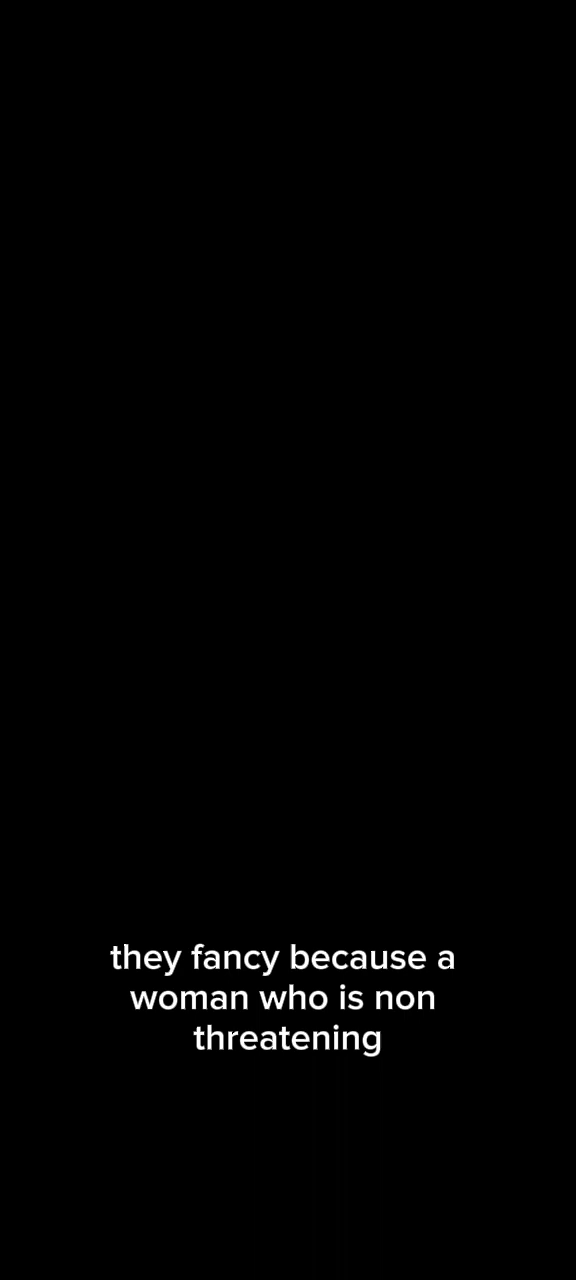 they fancy because a
woman who is non
threatening